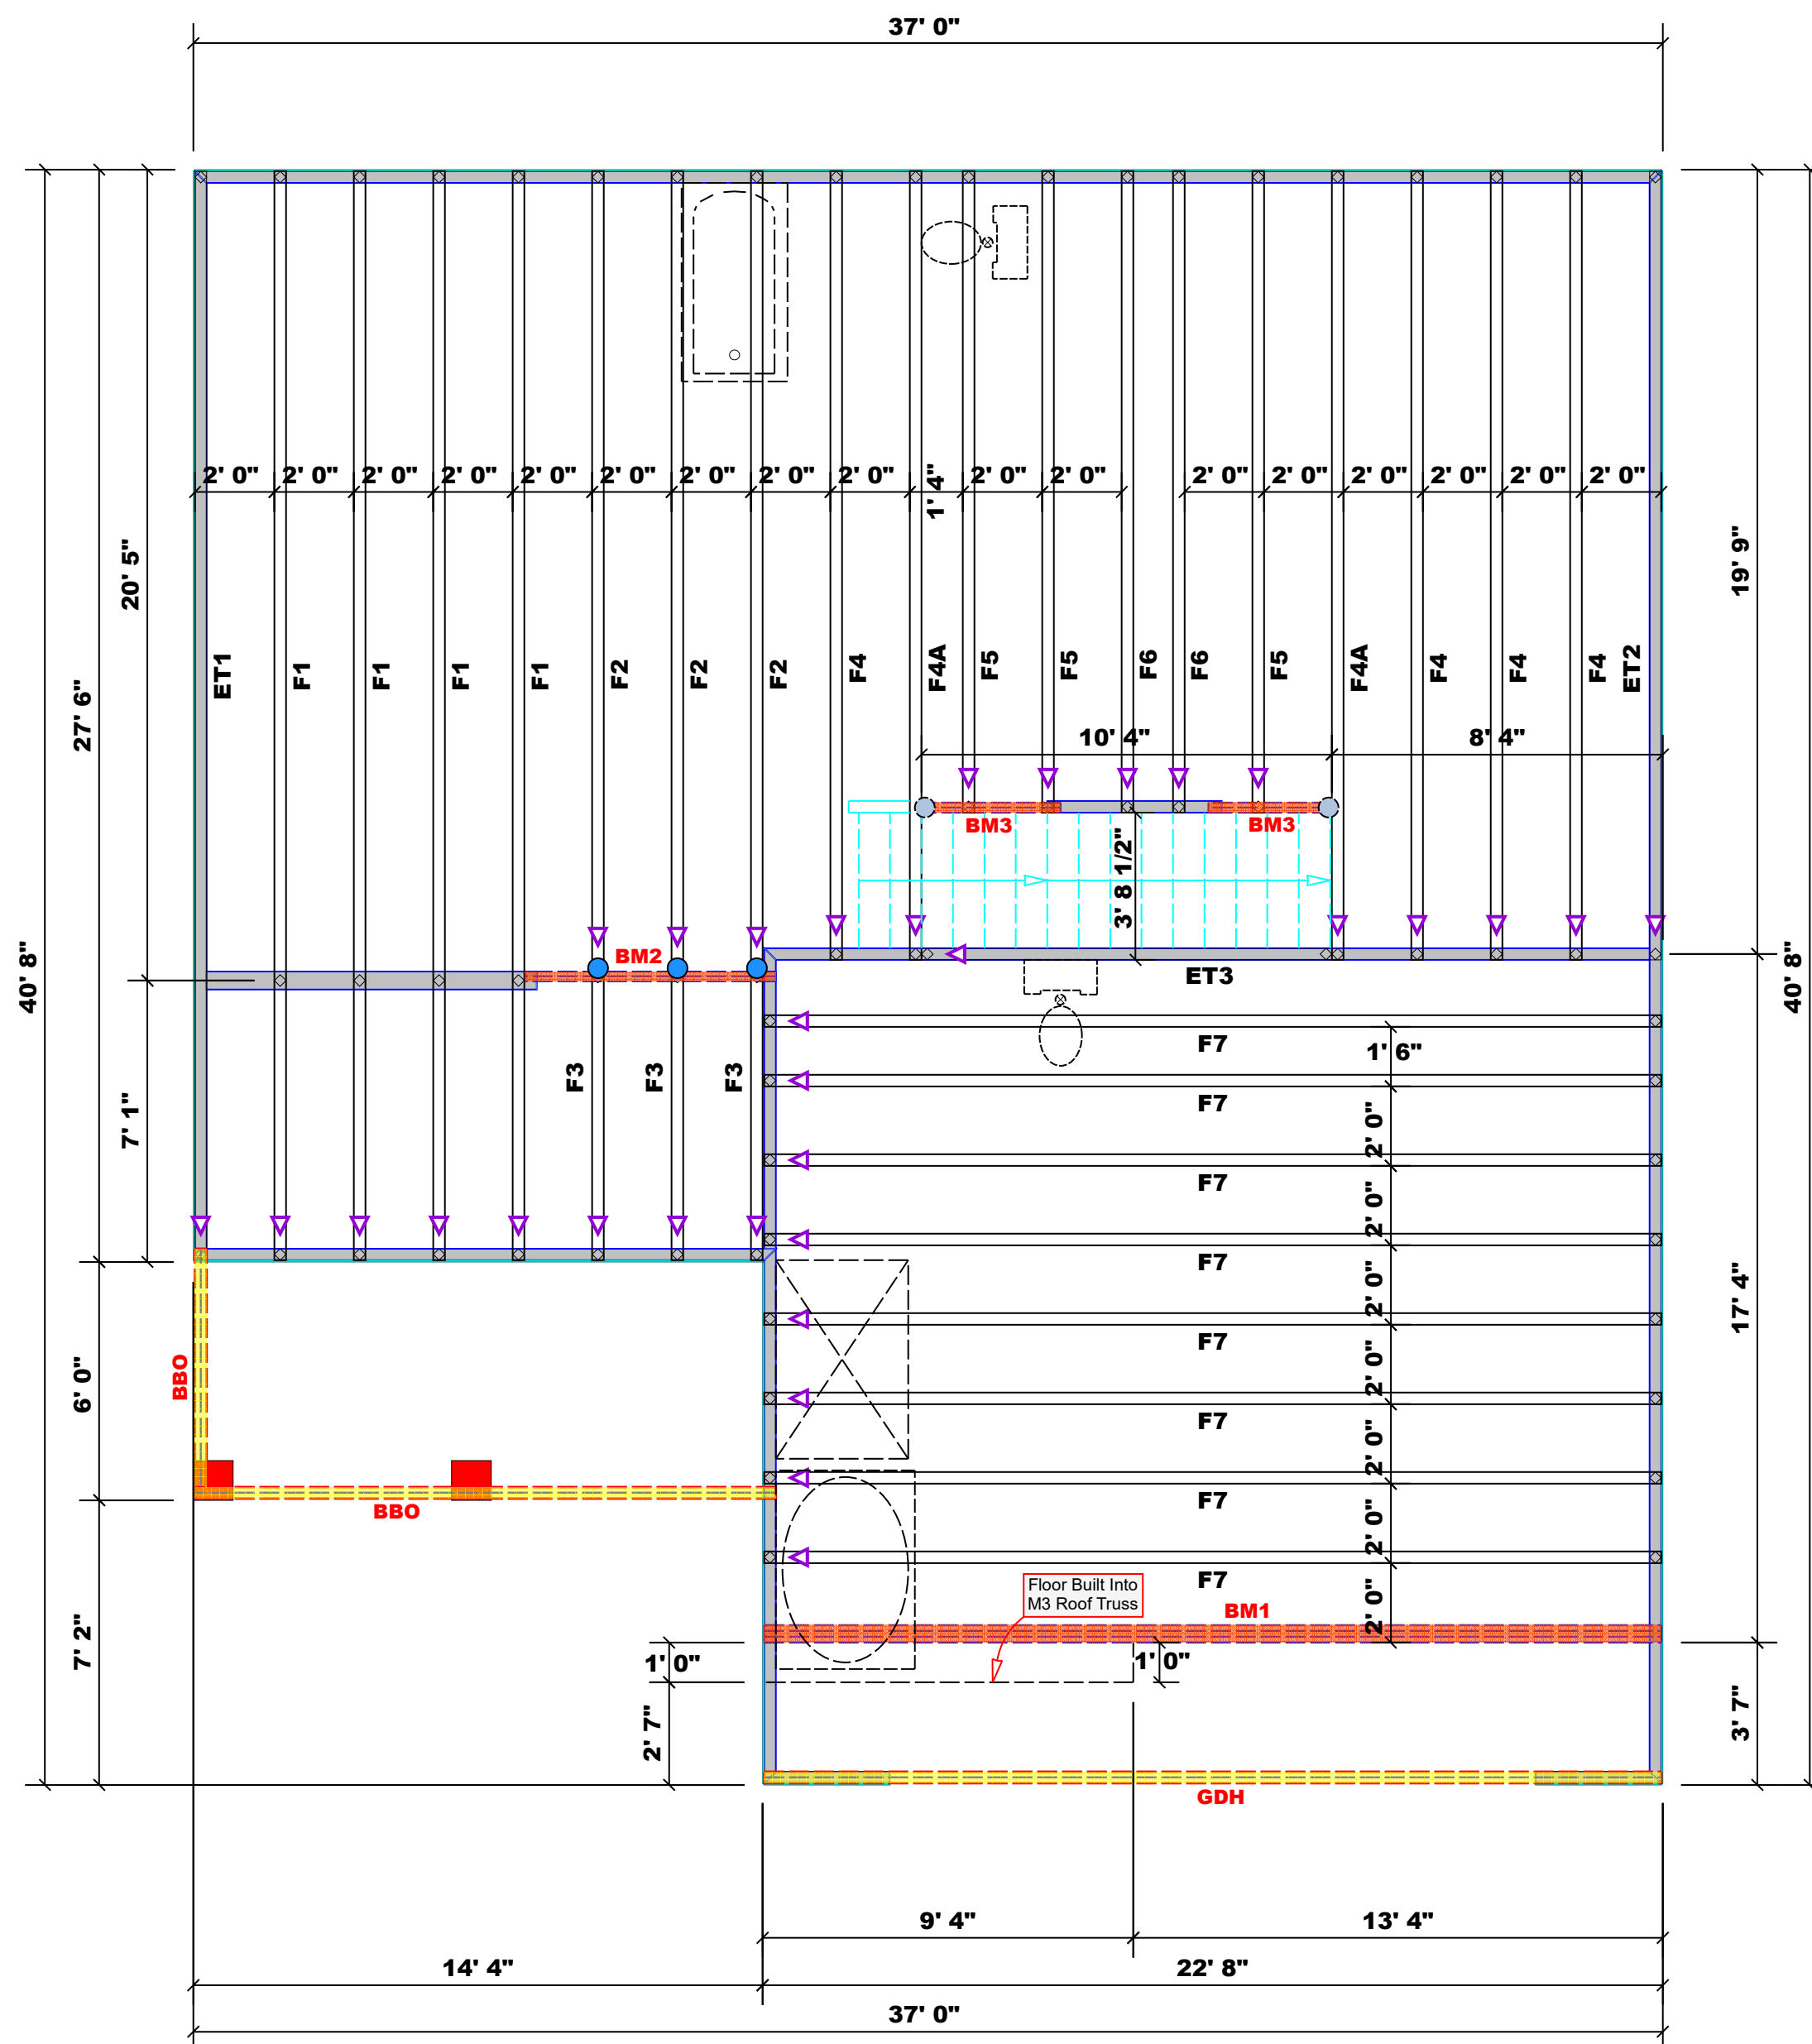 37' 0"
2' 0"
2' 0"
2' 0"
2' 0"
2' 0"
2' 0"
2' 0"
2' 0"
2' 0"
1' 4"
2' 0"
2' 0"
2' 0"
2' 0"
2' 0"
2' 0"
2' 0"
2' 0"
20' 5"
19' 9"
27' 6"
ET1
F1
F1
F1
F1
F2
F2
F2
F4
F4A
F5
F5
F6
F6
F5
F4A
F4
F4
F4
ET2
10' 4"
8' 4"
BM3
BM3
3' 8 1/2"
BM2
ET3
40' 8"
40' 8"
F7
1' 6"
F3
F3
F3
7' 1"
F7
2' 0"
F7
2' 0"
F7
2' 0"
17' 4"
F7
2' 0"
BBO
6' 0"
F7
2' 0"
F7
2' 0"
BBO
F7
2' 0"
Floor Built Into
M3 Roof Truss
BM1
7' 2"
1' 0"
1' 0"
2' 7"
3' 7"
GDH
9' 4"
13' 4"
14' 4"
22' 8"
37' 0"